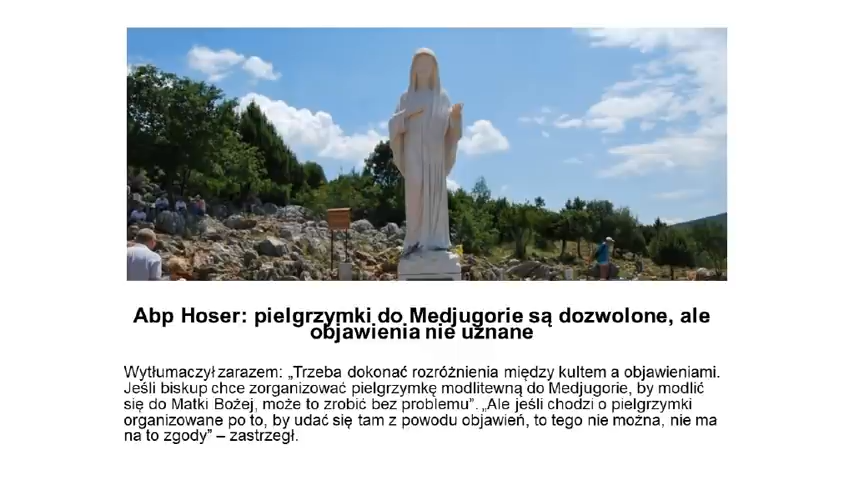 Abp Hoser: pielgrzymki do Medjugorie są dozwolone, ale
objawienia nie uznane
Wytłumaczył zarazem: „Trzeba dokonać rozróżnienia między kultem a objawieniami.
Jeśli biskup chce zorganizować pielgrzymkę modlitewną do Medjugorie, by modlić
się do Matki Bożej, może to zrobić bez problemu”. „Ale jeśli chodzi o pielgrzymki
organizowane po to, by udać się tam z powodu objawień, to tego nie można, nie ma
na to zgody” – zastrzegł.